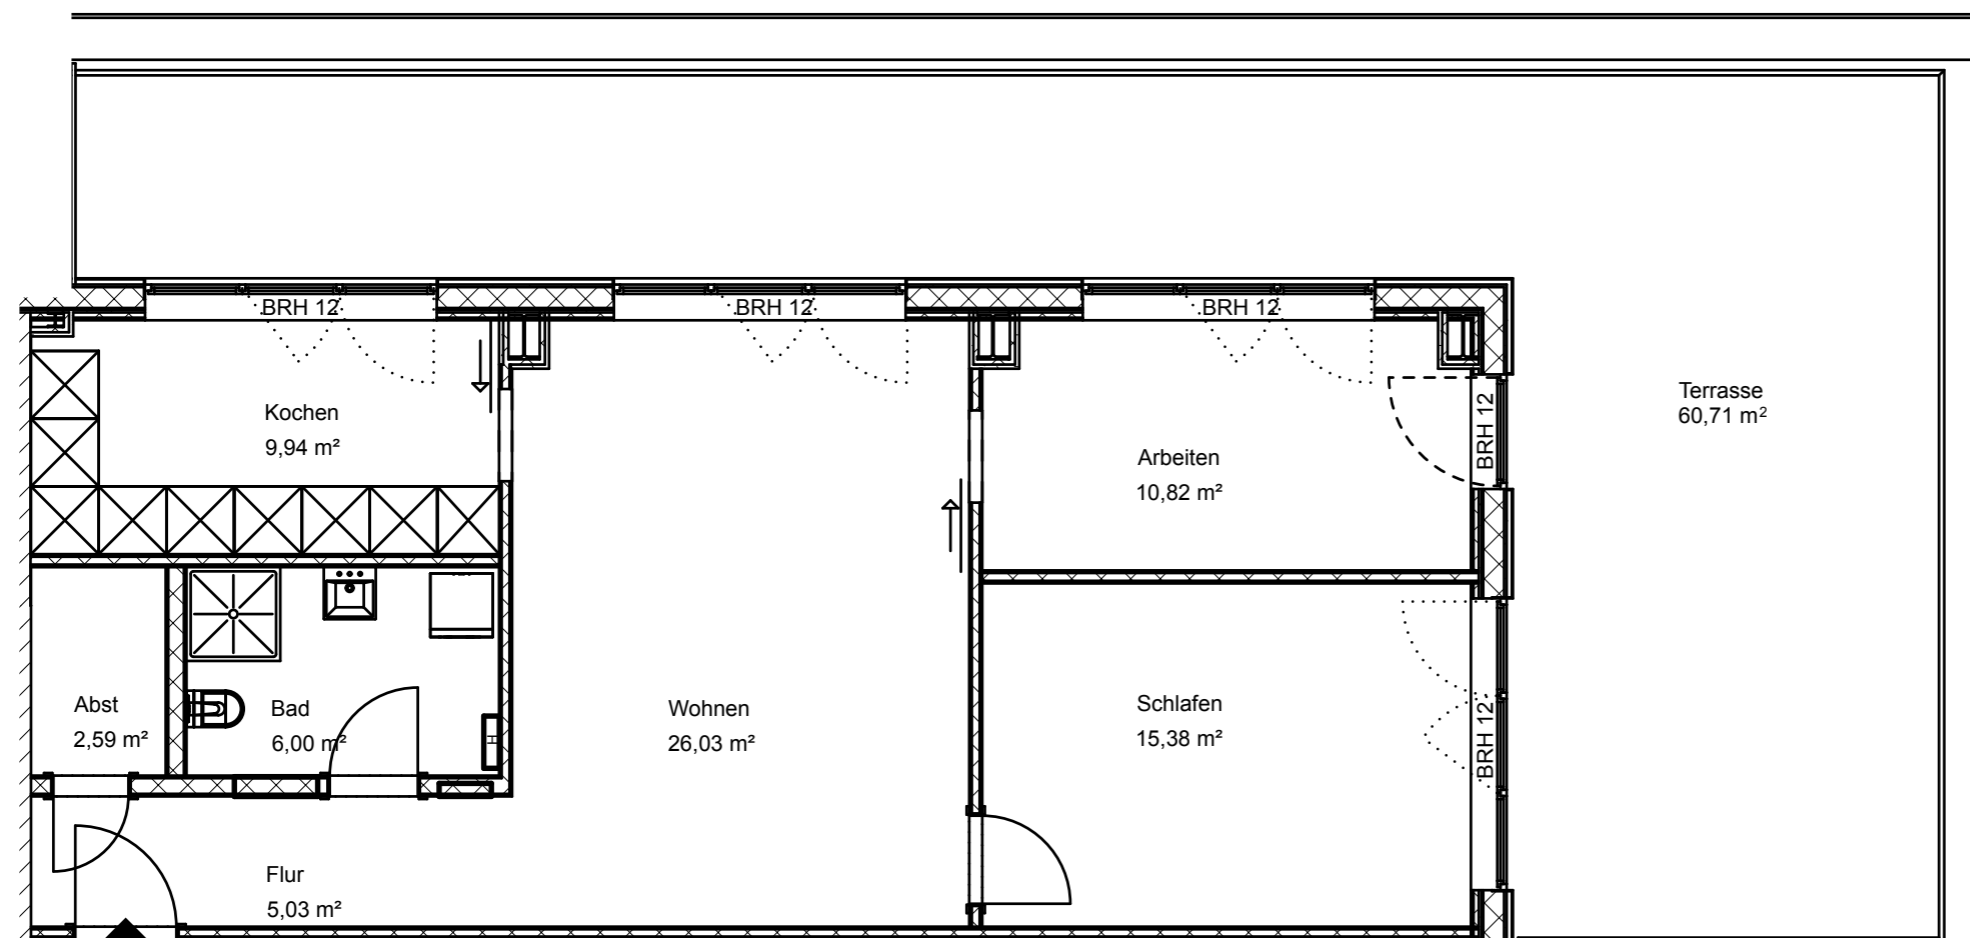 BRH 12
BRH 12
BRH 12
Kochen
9,94 m²
Arbeiten
10,82 m²
BRH 12
Terrasse
60,71 m²
Abst
2,59 m²
Bad
6,00 m²
H
Wohnen
26,03 m²
Schlafen
15,38 m²
BRH 12
Flur
5,03 m²